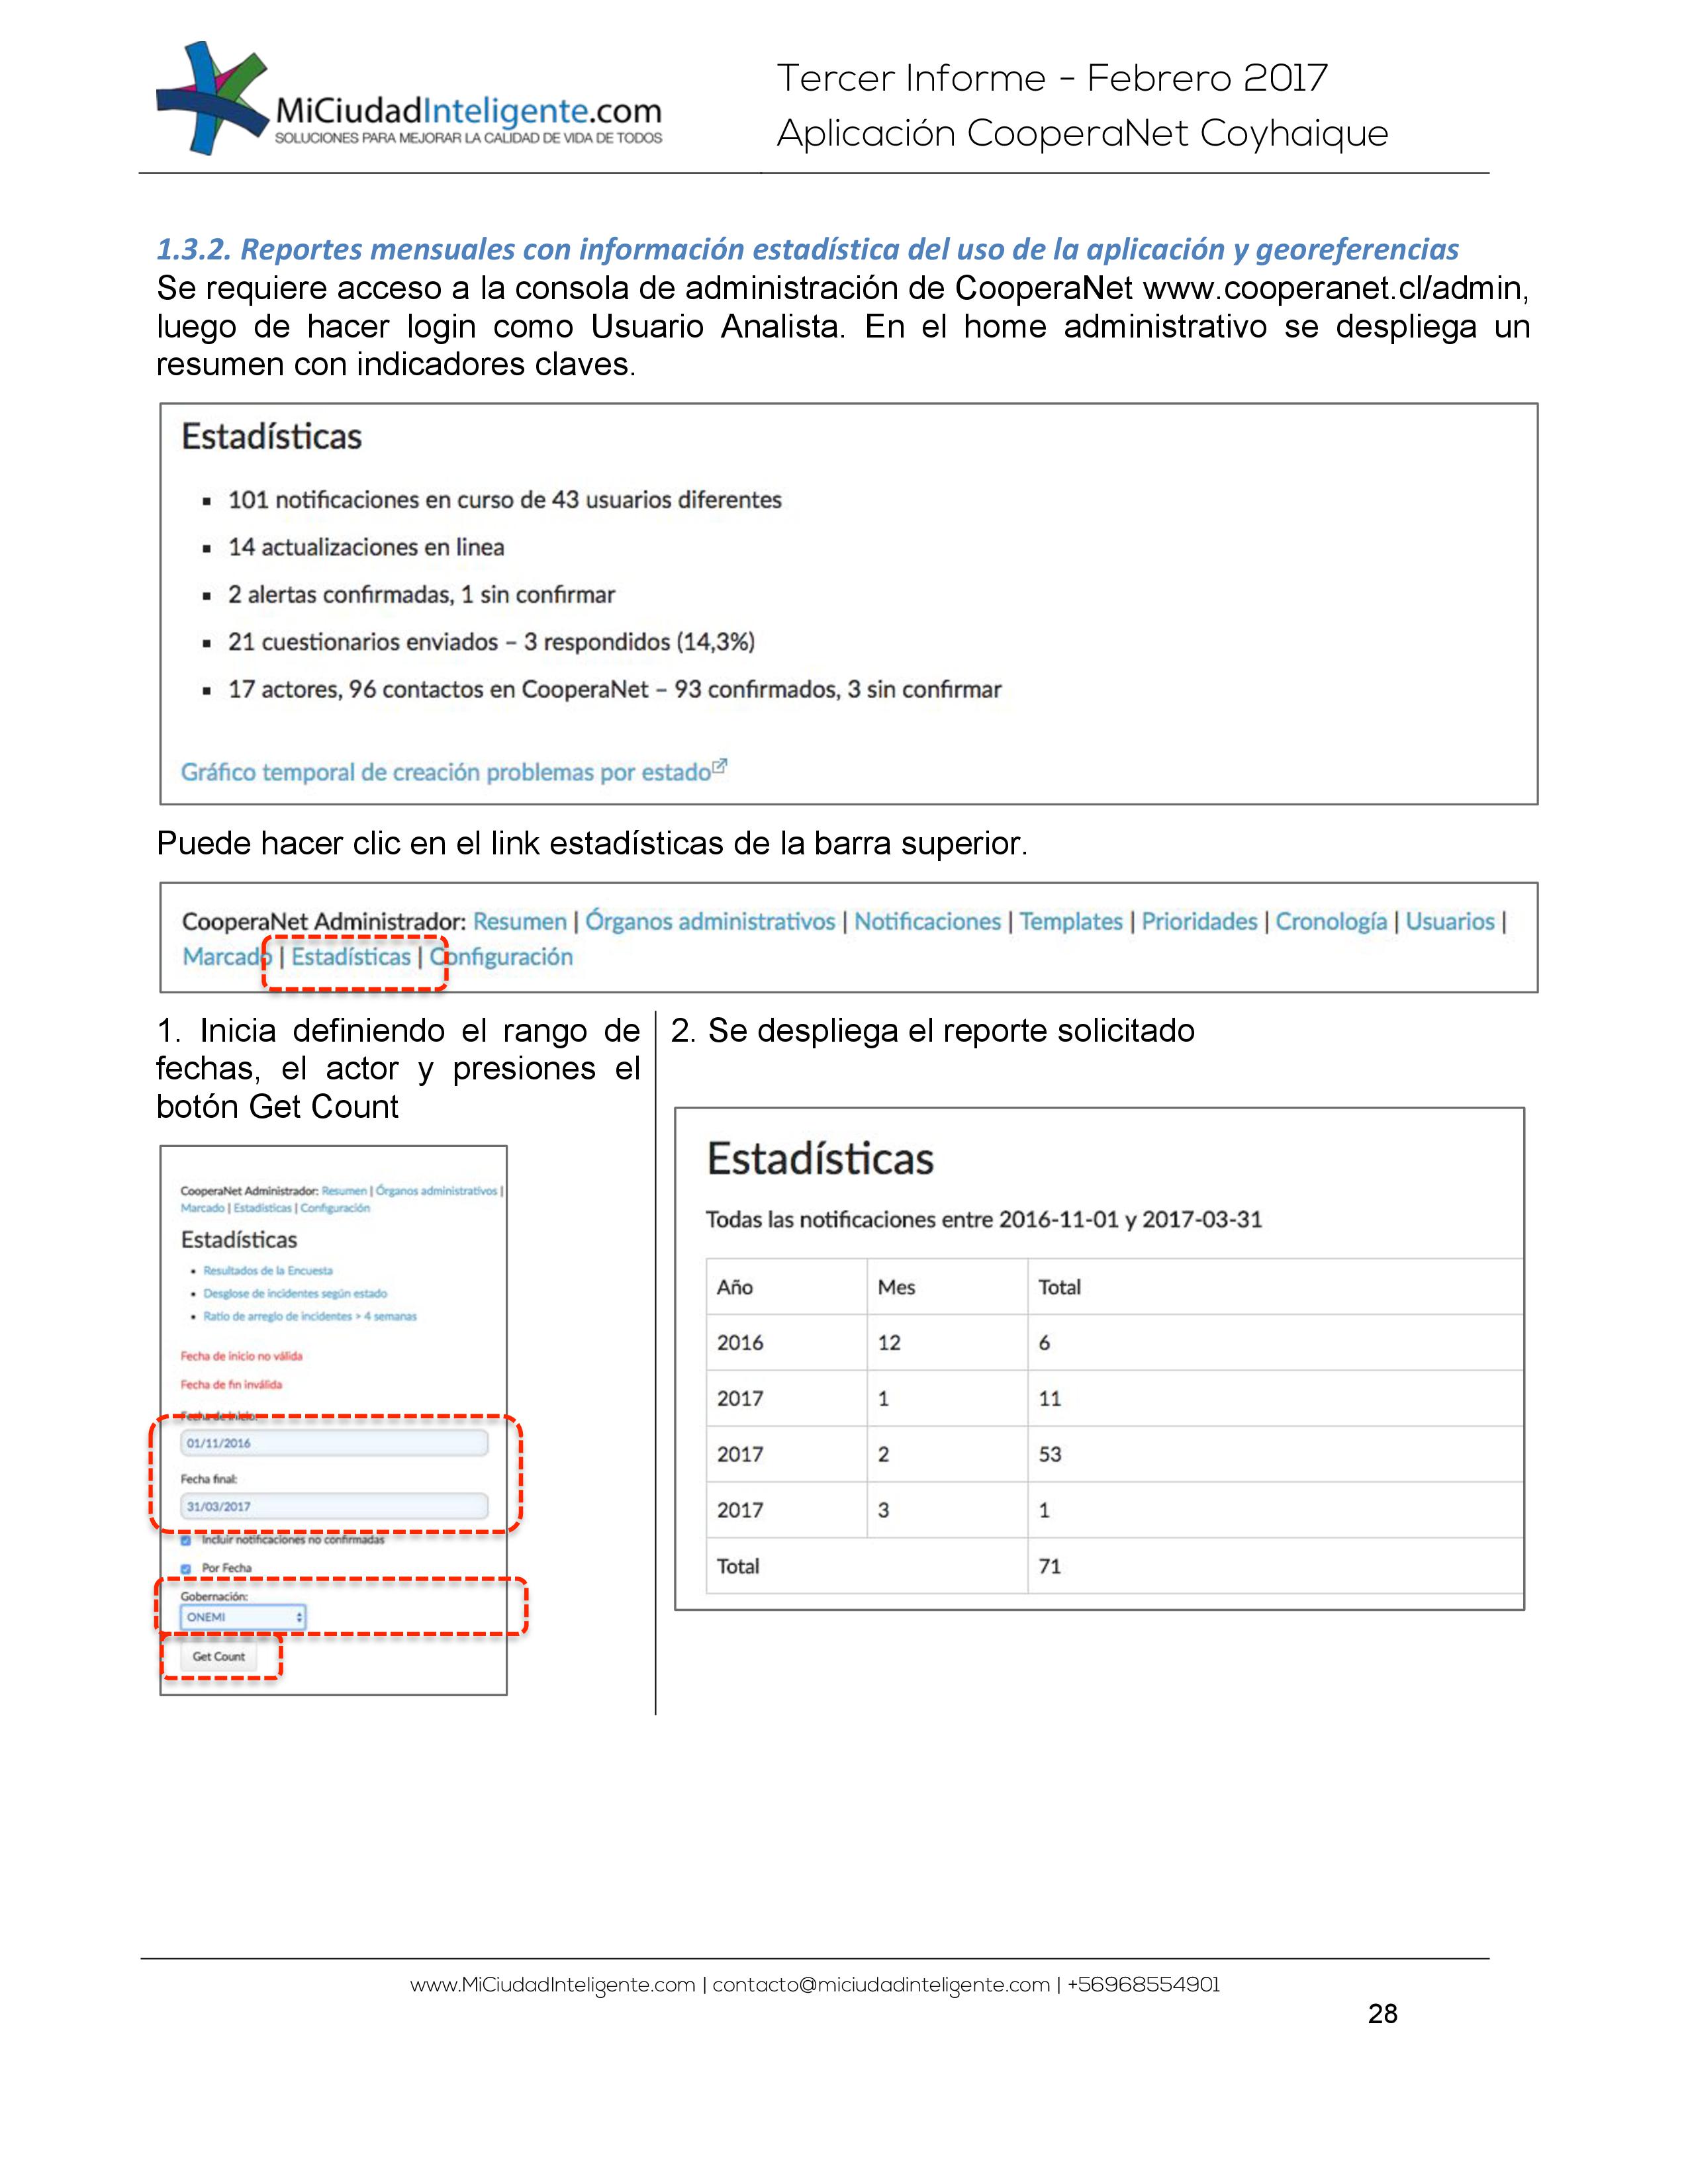 MiCiudadInteligente.com
SOLUCIONES PARA MEJORAR LA CALIDAD DE VIDA DE TODOS
Tercer Informe - Febrero 2017
Aplicación CooperaNet Coyhaique
1.3.2. Reportes mensuales con información estadística del uso de la aplicación y georeferencias
Se requiere acceso a la consola de administración de CooperaNet www.cooperanet.cl/admin,
luego de hacer login como Usuario Analista. En el home administrativo se despliega un
resumen con indicadores claves.
Estadísticas
▪ 101 notificaciones en curso de 43 usuarios diferentes
▪ 14 actualizaciones en linea
▪ 2 alertas confirmadas, 1 sin confirmar
▪ 21 cuestionarios enviados – 3 respondidos (14,3%)
▪ 17 actores, 96 contactos en CooperaNet – 93 confirmados, 3 sin confirmar
Gráfico temporal de creación problemas por estado
Puede hacer clic en el link estadísticas de la barra superior.
CooperaNet Administrador: Resumen | Órganos administrativos | Notificaciones | Templates | Prioridades | Cronología | Usuarios |
Marcado | Estadísticas | Configuración
1. Inicia definiendo el rango de
fechas, el actor y presiones el
botón Get Count
CooperaNet Administrador: Resumen | Órganos administrativos |
Marcado | Estadísticas | Configuración
Estadísticas
▪ Resultados de la Encuesta
▪ Desglose de incidentes según estado
▪ Ratio de arreglo de incidentes > 4 semanas
Fecha de inicio no válida
Fecha de fin inválida
Fecha de inicio:
01/11/2016
Fecha final:
31/03/2017
Incluir notificaciones no confirmadas
Por Fecha
Gobernación:
ONEMI
Get Count
2. Se despliega el reporte solicitado
Estadísticas
Todas las notificaciones entre 2016-11-01 y 2017-03-31
Año Mes Total
2016 12 6
2017 1 11
2017 2 53
2017 3 1
Total 71
www.MiCiudadInteligente.com | contacto@miciudadinteligente.com | +56968554901
28